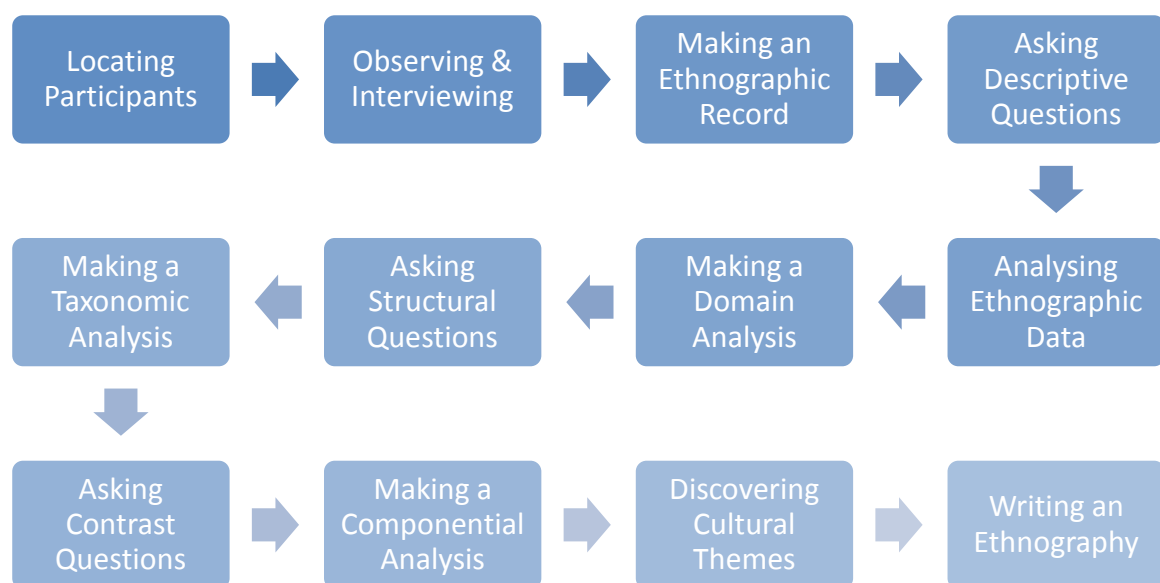 Locating
Participants
Observing &
Interviewing
Making an
Ethnographic
Record
Asking
Descriptive
Questions
Analysing
Ethnographic
Data
Making a
Domain
Analysis
Asking
Structural
Questions
Making a
Taxonomic
Analysis
Asking
Contrast
Questions
Making a
Componential
Analysis
Discovering
Cultural
Themes
Writing an
Ethnography